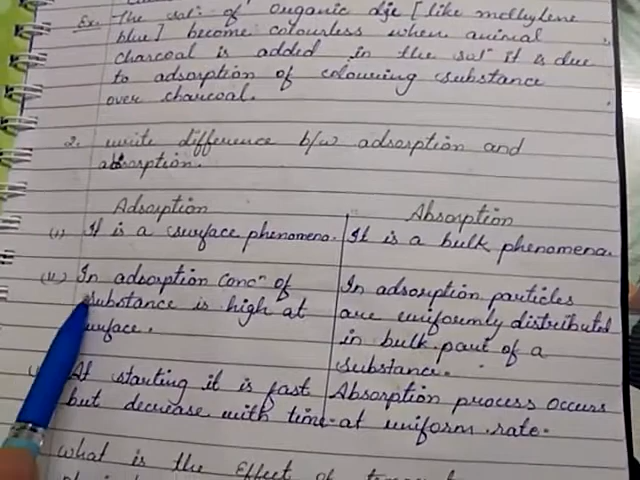 Ex. The solⁿ of Organic dye [like methylene
blue] become colourless when animal
charcoal is added in the solⁿ it is due
to adsorption of colouring substance
over charcoal.
2. write difference b/w adsorption and
absorption.
Adsorption
(i) It is a surface phenomena.
(ii) In adsorption concⁿ of
substance is high at
surface.
At starting it is fast
but decrease with time.
Absorption
It is a bulk phenomena.
In adsorption particles
are uniformly distributed
in bulk part of a
substance.
Absorption process occurs
at uniform rate.
what is the effect of